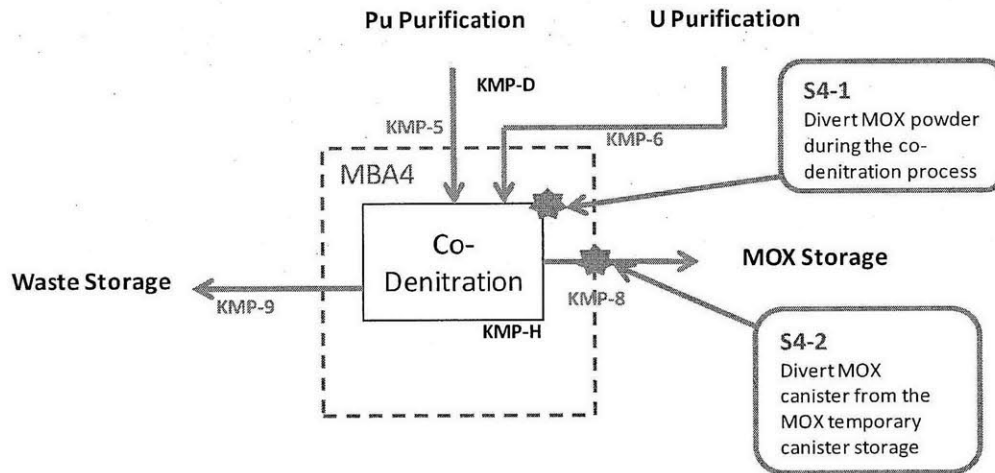 Pu Purification
U Purification
KMP-D
KMP-5
KMP-6
S4-1
Divert MOX powder
during the co-
denitration process
MBA4
Co-
Denitration
MOX Storage
Waste Storage
KMP-9
KMP-8
KMP-H
S4-2
Divert MOX
canister from the
MOX temporary
canister storage